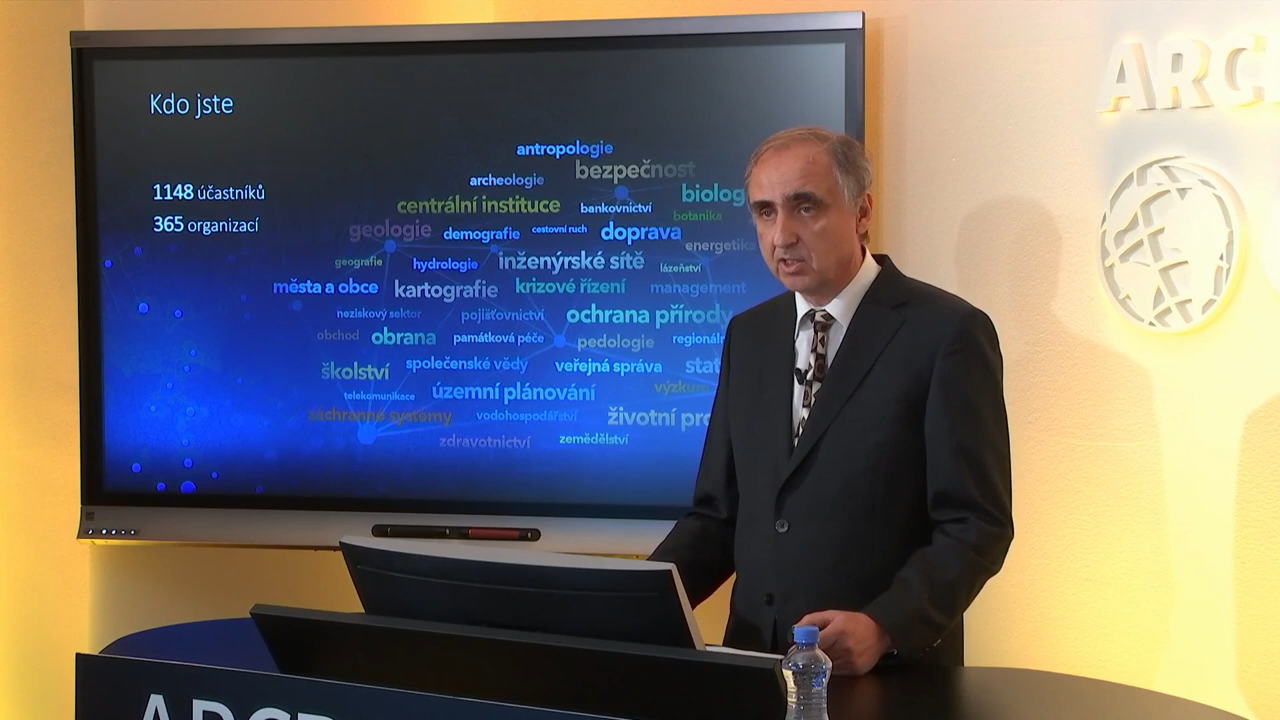 Kdo jste
1148 účastníků
365 organizací
antropologie
bezpečnost
archeologie
biolog
centrální instituce
bankovnictví
botanika
geologie
demografie
cestovní ruch
doprava
energetika
geografie
hydrologie
inženýrské sítě
lázeňství
města a obce
kartografie
krizové řízení
management
neziskový sektor
pojišťovnictví
ochrana přírody
obchod
obrana
památková péče
pedologie
regionáln
školství
společenské vědy
veřejná správa
stat
telekomunikace
územní plánování
výzkum
záchranné systémy
vodohospodářství
životní pro
zdravotnictví
zemědělství
ARC
ARCD